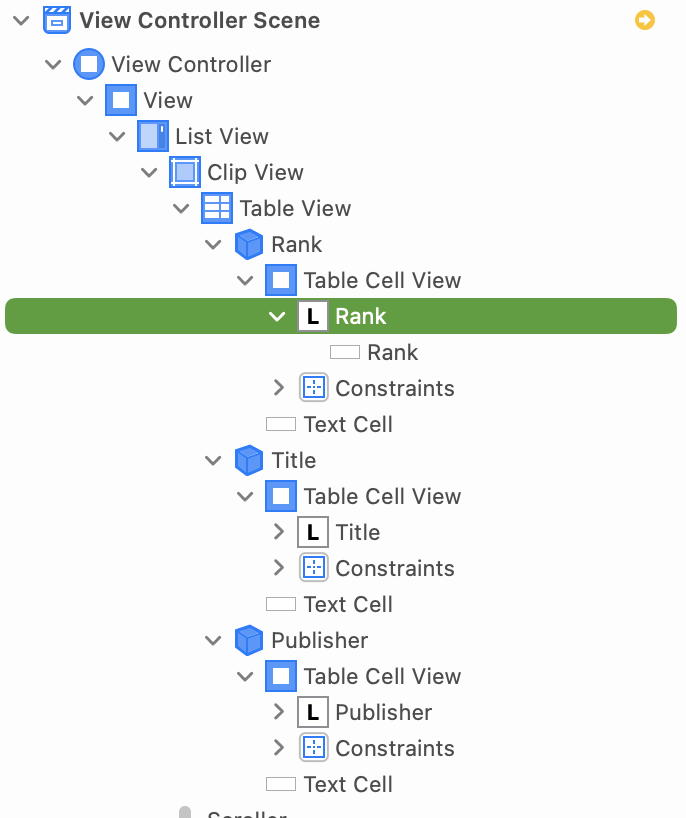 View Controller Scene
View Controller
View
List View
Clip View
Table View
Rank
Table Cell View
L Rank
Rank
Constraints
Text Cell
Title
Table Cell View
L Title
Constraints
Text Cell
Publisher
Table Cell View
L Publisher
Constraints
Text Cell
Scroller